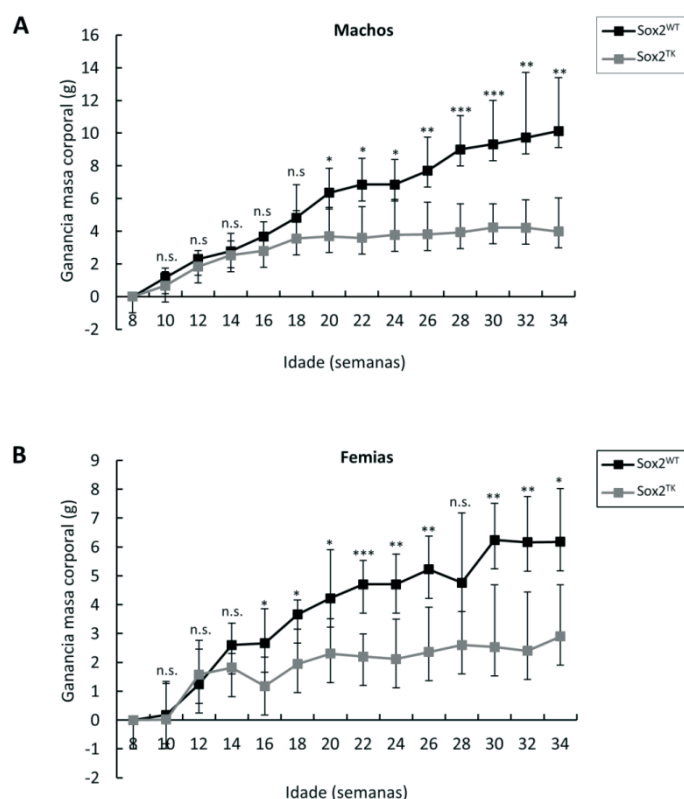 A
Machos
Sox2WT
Sox2TK
Ganancia masa corporal (g)
16
14
12
10
8
6
4
2
0
-2
n.s.
n.s
n.s.
n.s
n.s
*
*
*
**
***
***
**
**
8 10 12 14 16 18 20 22 24 26 28 30 32 34
Idade (semanas)
B
Femias
Sox2WT
Sox2TK
Ganancia masa corporal (g)
9
8
7
6
5
4
3
2
1
0
-1
-2
n.s.
n.s.
n.s.
*
*
*
***
**
**
n.s.
**
**
*
8 10 12 14 16 18 20 22 24 26 28 30 32 34
Idade (semanas)